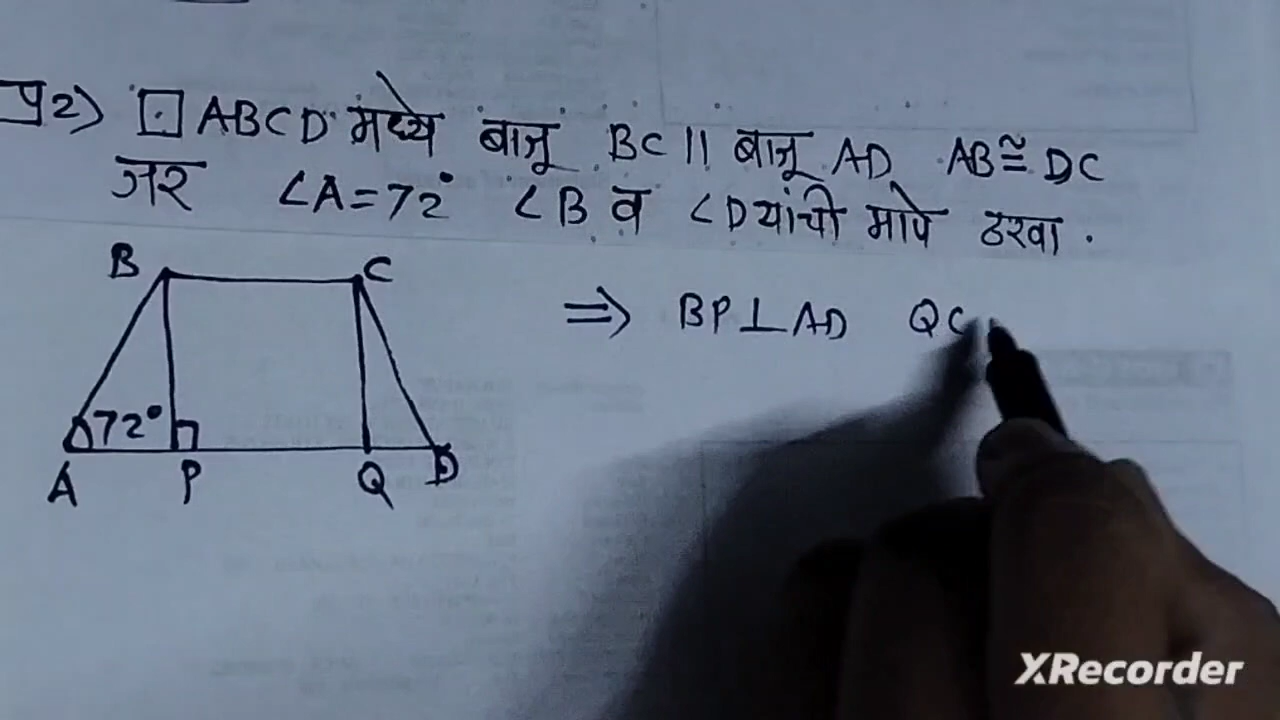 प्र2) □ ABCD मध्ये बाजू BC || बाजू AD AB ≅ DC
जर ∠A=72° ∠B व ∠D यांची मापे ठरवा .
B C
⇒ BP⊥AD QC
72°
A P Q D
XRecorder